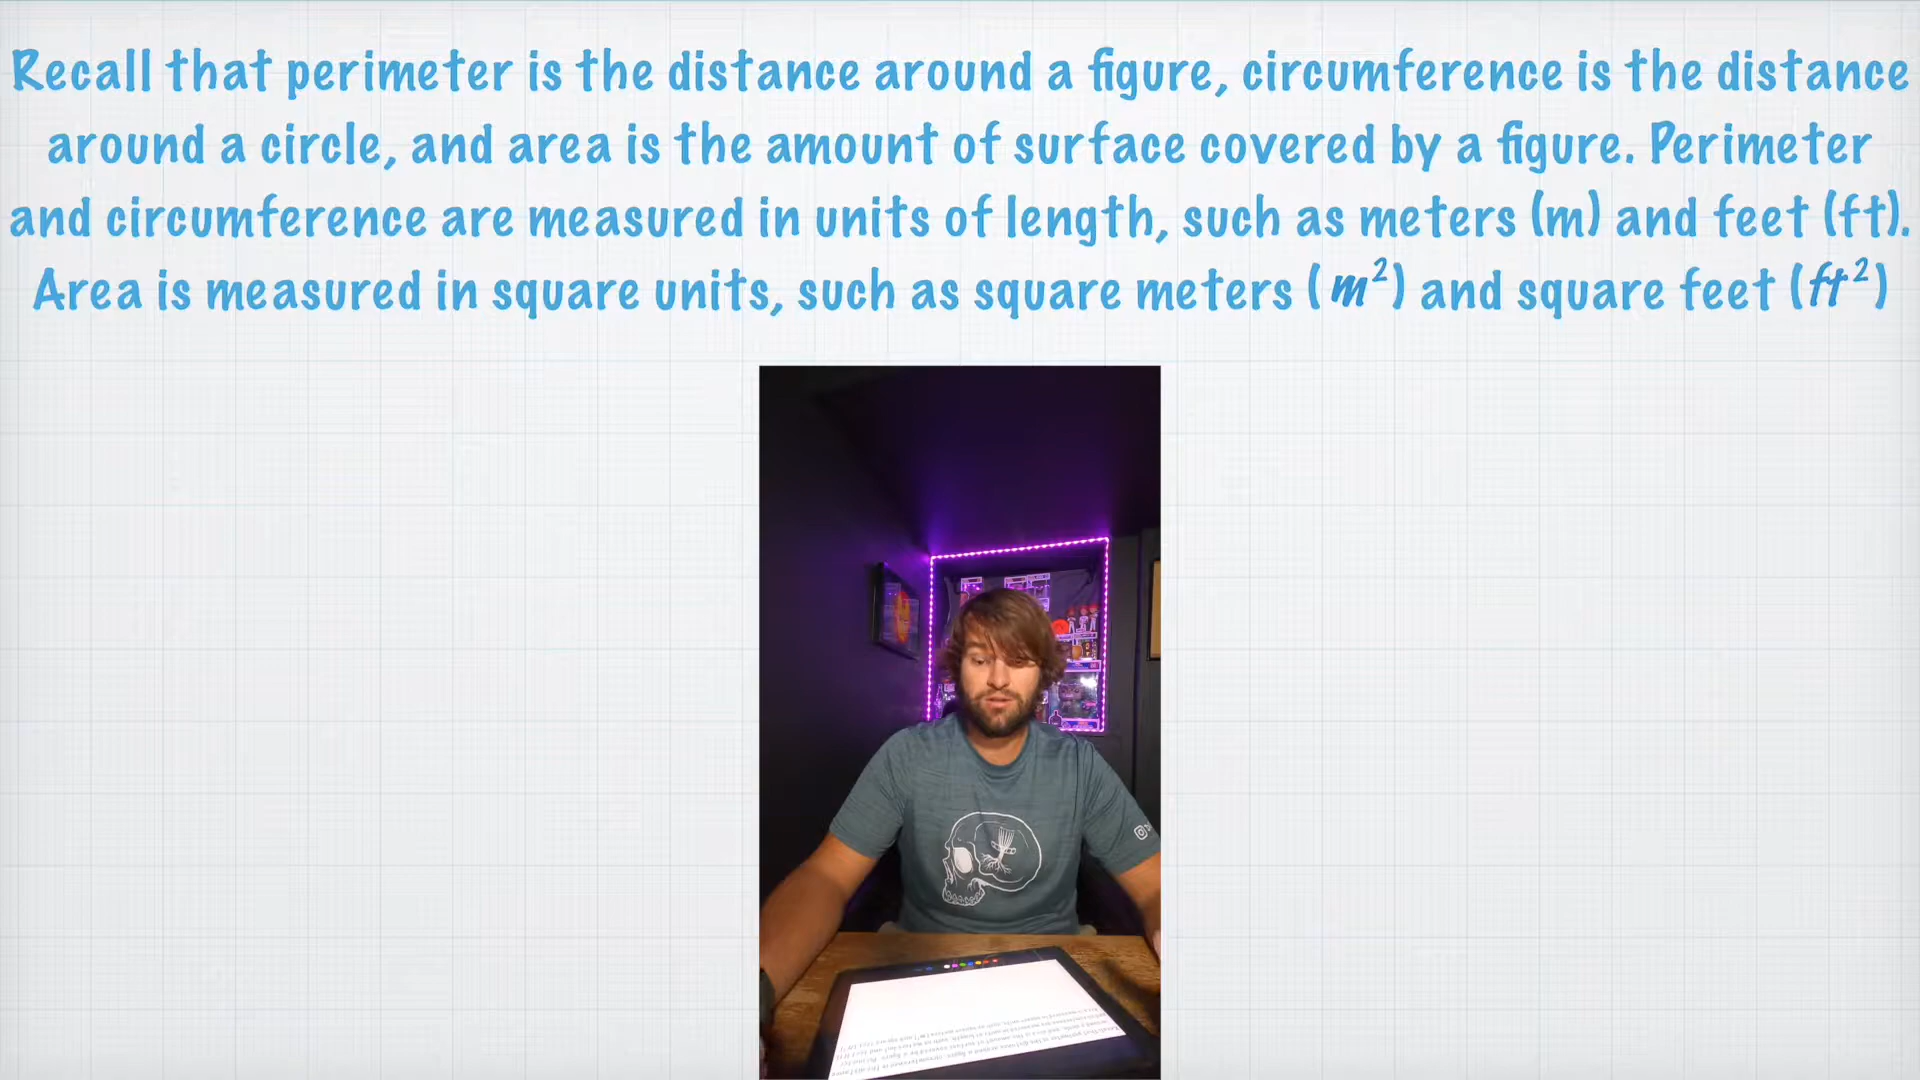 Recall that perimeter is the distance around a figure, circumference is the distance
around a circle, and area is the amount of surface covered by a figure. Perimeter
and circumference are measured in units of length, such as meters (m) and feet (ft).
Area is measured in square units, such as square meters (m²) and square feet (ft²)